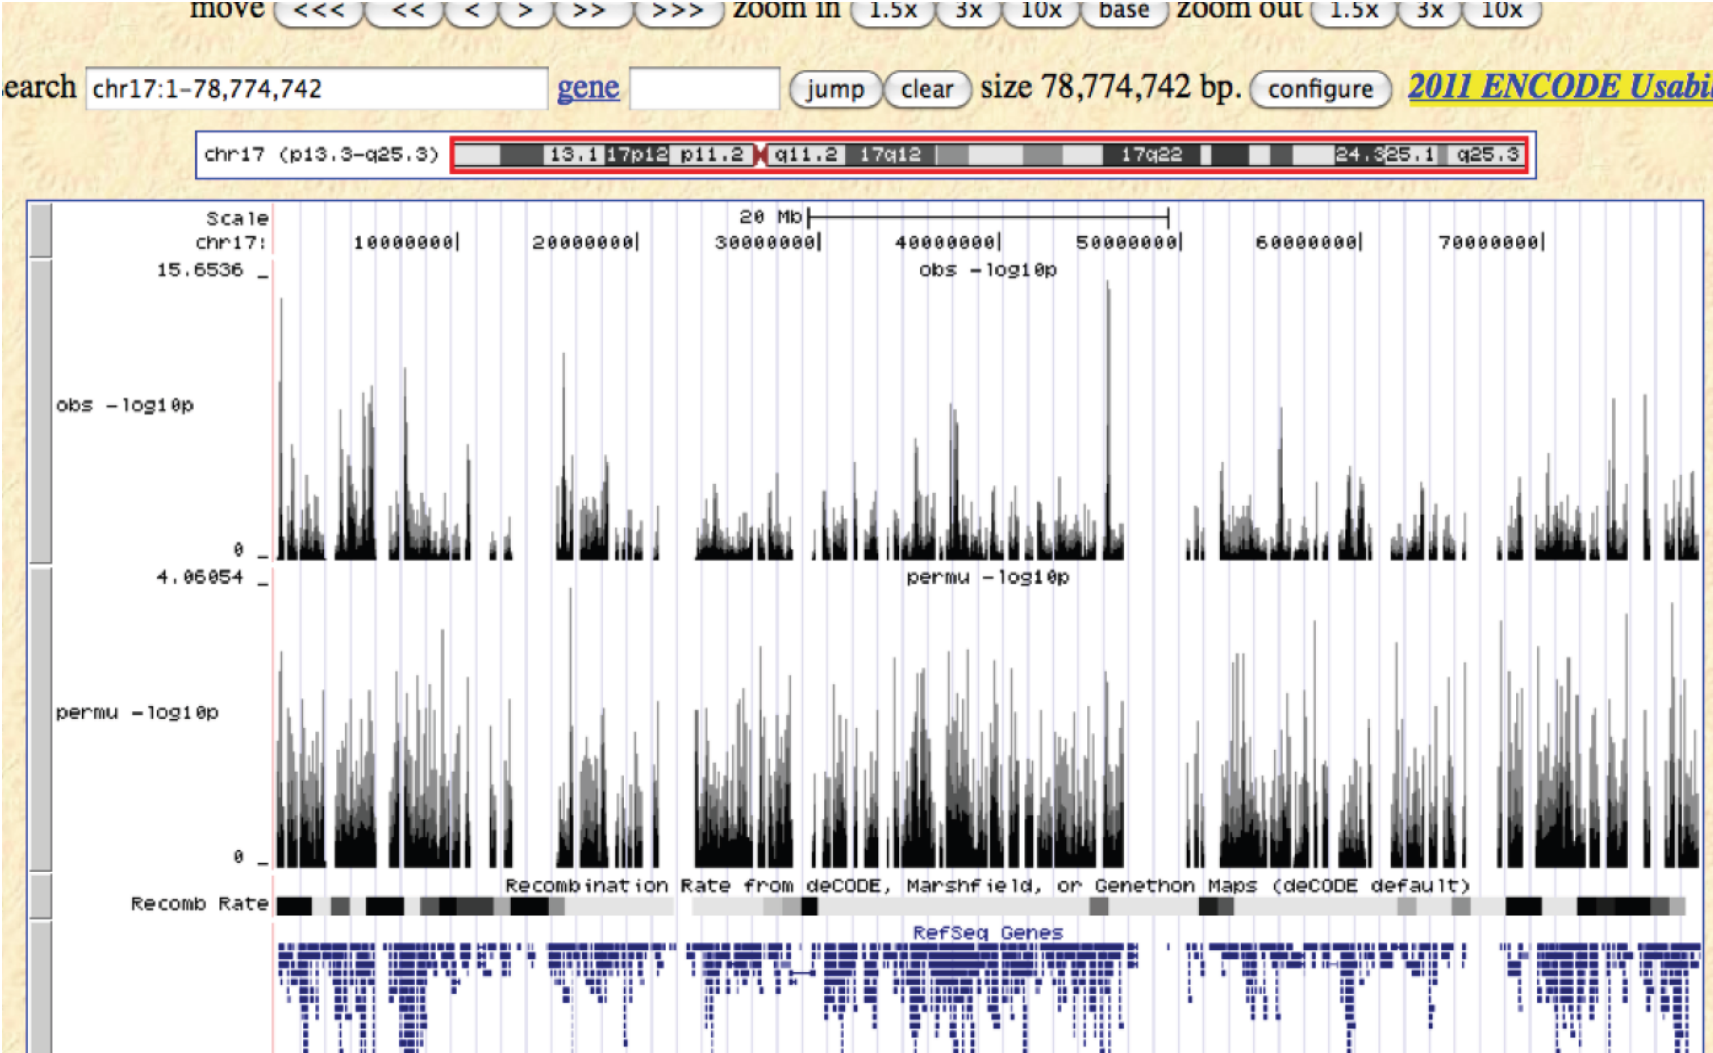 move <<< << < > >> >>> zoom in 1.5x 3x 10x base zoom out 1.5x 3x 10x
earch chr17:1-78,774,742 gene jump clear size 78,774,742 bp. configure 2011 ENCODE Usabil
chr17 (p13.3-q25.3) 13.1 17p12 p11.2 q11.2 17q12 17q22 24.3 25.1 q25.3
Scale 20 Mb
chr17: 10000000| 20000000| 30000000| 40000000| 50000000| 60000000| 70000000|
15.6536 _ obs -log10p
obs -log10p
0 _
4.06054 _ permu -log10p
permu -log10p
0 _
Recombination Rate from deCODE, Marshfield, or Genethon Maps (deCODE default)
Recomb Rate
RefSeq Genes